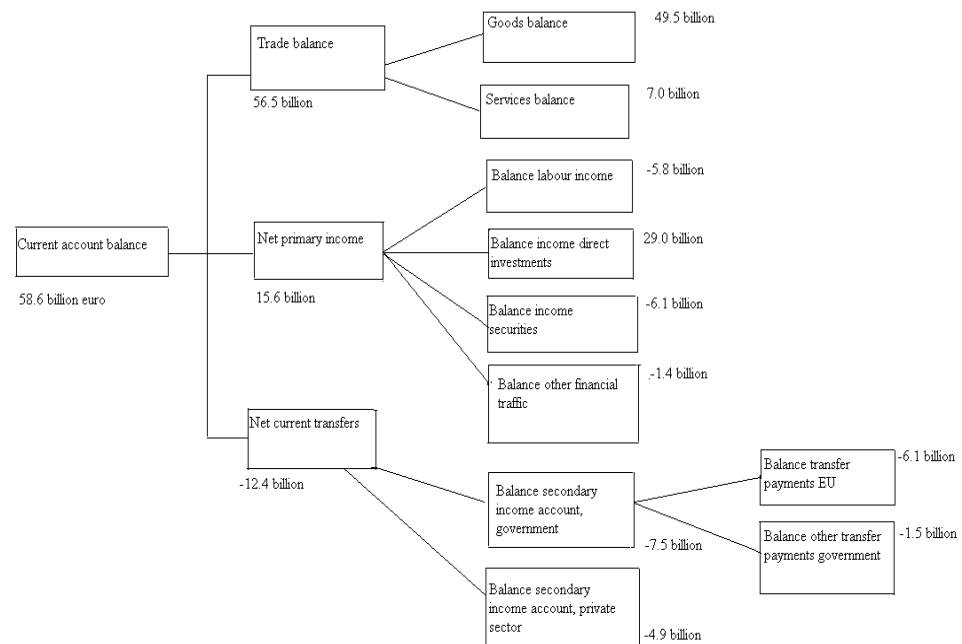 Goods balance
49.5 billion
Trade balance
56.5 billion
Services balance
7.0 billion
Balance labour income
-5.8 billion
Current account balance
58.6 billion euro
Net primary income
15.6 billion
Balance income direct
investments
29.0 billion
Balance income
securities
-6.1 billion
Balance other financial
traffic
.-1.4 billion
Net current transfers
-12.4 billion
Balance secondary
income account,
government
-7.5 billion
Balance transfer
payments EU
-6.1 billion
Balance other transfer
payments government
-1.5 billion
Balance secondary
income account, private
sector
-4.9 billion